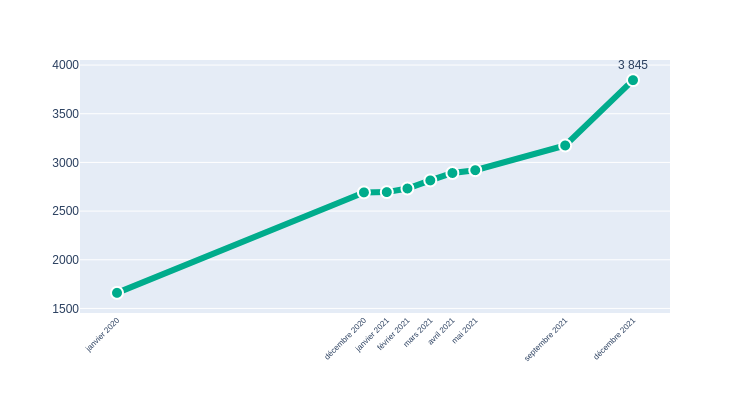 4000
3 845
3500
3000
2500
2000
1500
janvier 2020
décembre 2020
janvier 2021
février 2021
mars 2021
avril 2021
mai 2021
septembre 2021
décembre 2021